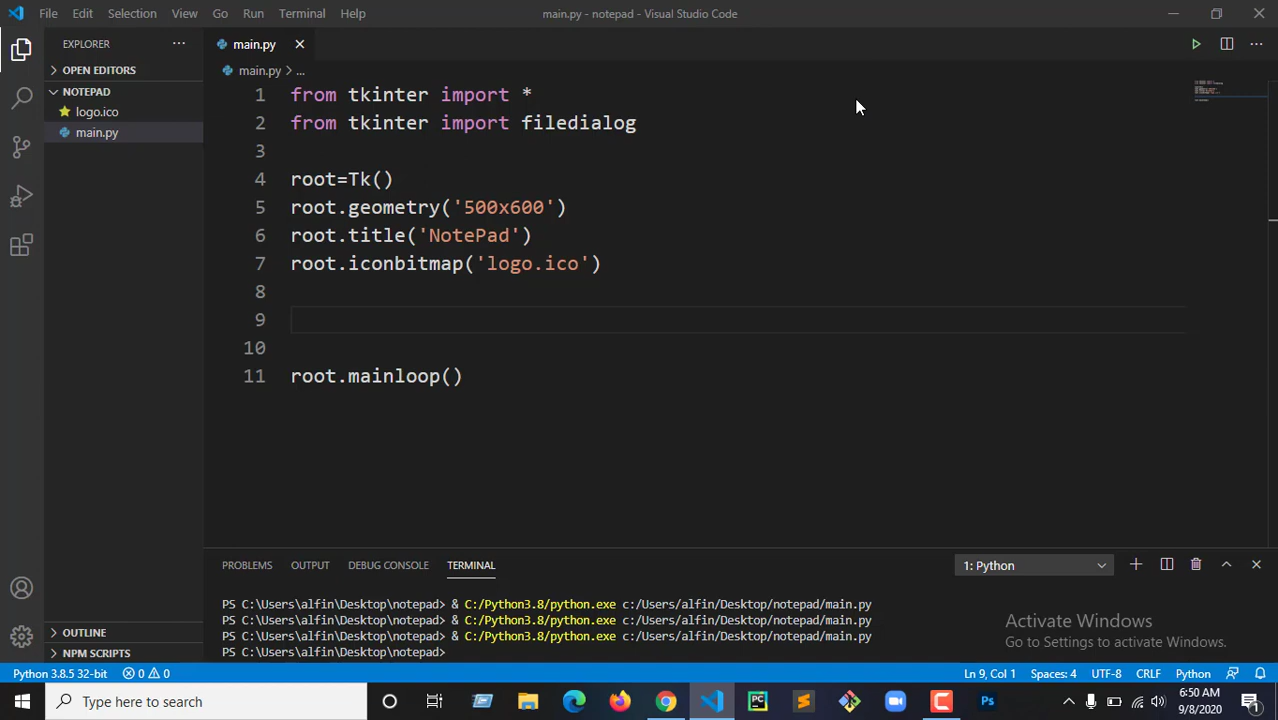 File Edit Selection View Go Run Terminal Help
main.py - notepad - Visual Studio Code
EXPLORER
main.py
OPEN EDITORS
main.py > ...
NOTEPAD
logo.ico
main.py
1 from tkinter import *
2 from tkinter import filedialog
3
4 root=Tk()
5 root.geometry('500x600')
6 root.title('NotePad')
7 root.iconbitmap('logo.ico')
8
9
10
11 root.mainloop()
PROBLEMS OUTPUT DEBUG CONSOLE TERMINAL
1: Python
PS C:\Users\alfin\Desktop\notepad> & C:/Python3.8/python.exe c:/Users/alfin/Desktop/notepad/main.py
PS C:\Users\alfin\Desktop\notepad> & C:/Python3.8/python.exe c:/Users/alfin/Desktop/notepad/main.py
PS C:\Users\alfin\Desktop\notepad> & C:/Python3.8/python.exe c:/Users/alfin/Desktop/notepad/main.py
PS C:\Users\alfin\Desktop\notepad>
Activate Windows
Go to Settings to activate Windows.
OUTLINE
NPM SCRIPTS
Python 3.8.5 32-bit 0 0
Ln 9, Col 1 Spaces: 4 UTF-8 CRLF Python
Type here to search
PC
Ps
6:50 AM
9/8/2020
1